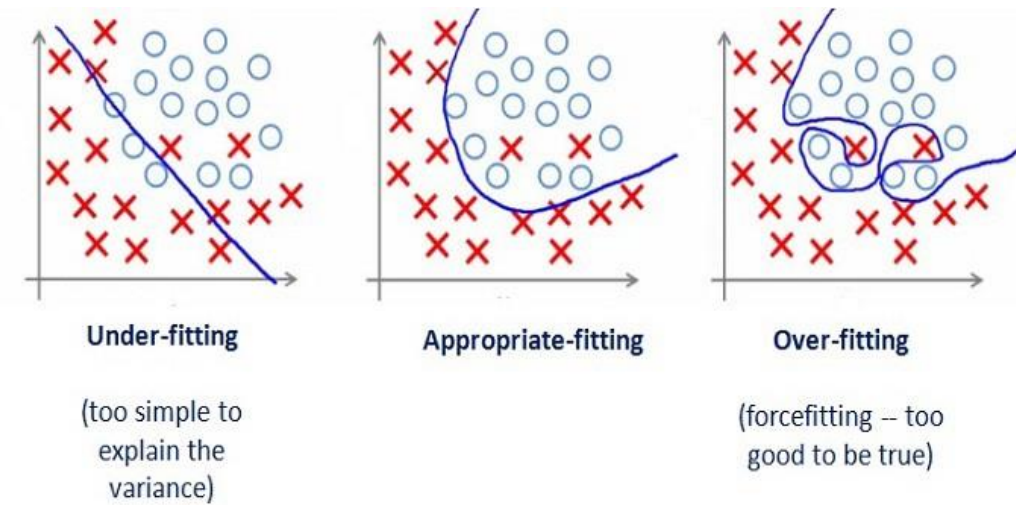 Under-fitting
Appropriate-fitting
Over-fitting
(too simple to
explain the
variance)
(forcefitting -- too
good to be true)